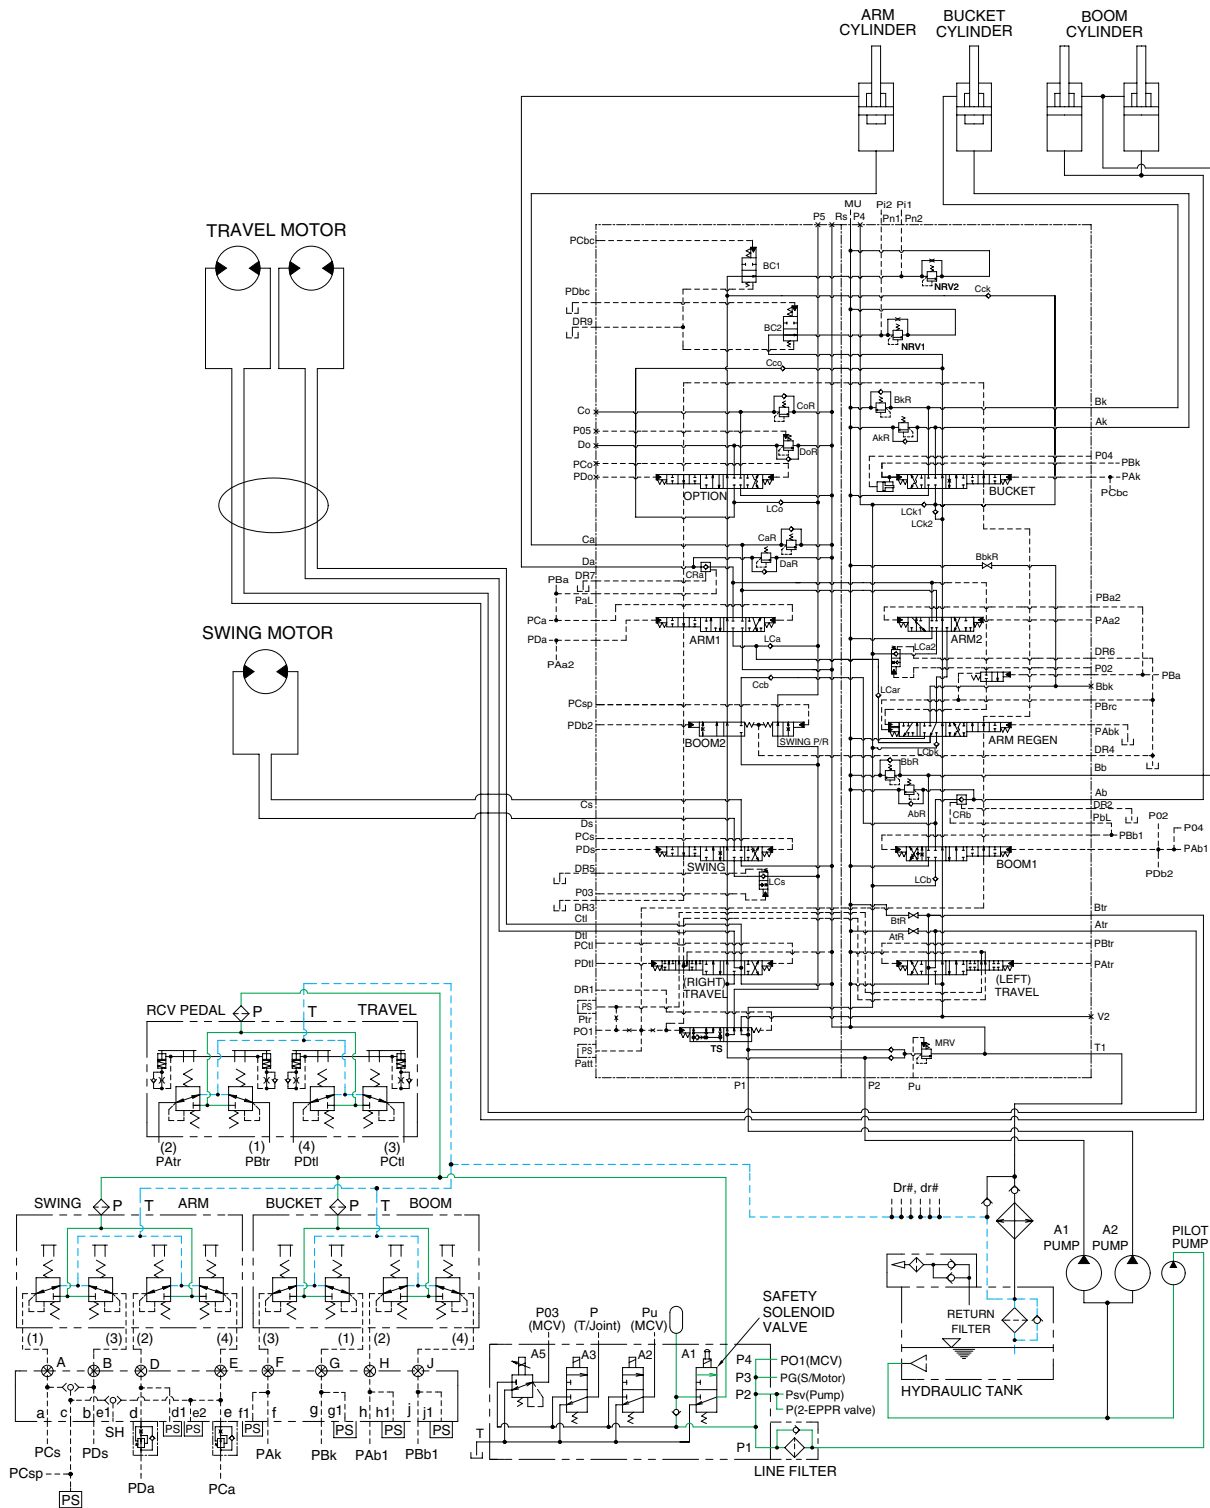 ARM
CYLINDER
BUCKET
CYLINDER
BOOM
CYLINDER
TRAVEL MOTOR
SWING MOTOR
P5
Rs
MU
P4
Pi2
Pi1
Pn1
Pn2
PCbc
BC1
NRV2
Cck
PDbc
DR9
BC2
NRV1
Cco
CoR
BkR
Bk
Co
P05
AkR
Ak
Do
DoR
PCo
PDo
P04
PBk
PAk
PCbc
OPTION
BUCKET
LCo
LCk1
LCk2
Ca
CaR
Da
DaR
CRa
BbkR
PBa
DR7
PaL
PBa2
PCa
PAa2
PDa
ARM1
ARM2
PAa2
LCa
LCa2
DR6
P02
PBa
Ccb
LCar
Bbk
PCsp
PBrc
PDb2
BOOM2
SWING P/R
ARM REGEN
PAbk
LCbk
DR4
BbR
Bb
Cs
AbR
CRb
Ab
DR2
PbL
Ds
P02
P04
PCs
PBb1
PDs
PAb1
SWING
BOOM1
DR5
LCs
LCb
PDb2
P03
DR3
Ctl
Btr
BtR
Atr
Dtl
AtR
PCtl
PBtr
PDtl
PAtr
(RIGHT)
TRAVEL
(LEFT)
TRAVEL
DR1
PS
Ptr
V2
PO1
TS
PS
Patt
MRV
T1
P1
P2
Pu
RCV PEDAL
P
T
TRAVEL
(2)
PAtr
(1)
PBtr
(4)
PDtl
(3)
PCtl
SWING
P
T
ARM
BUCKET
P
T
BOOM
(1)
(3)
(2)
(4)
(3)
(1)
(2)
(4)
A
B
D
E
F
G
H
J
a
c
b
e1
d
d1
e2
e
f1
f
g
g1
h
h1
j
j1
SH
PS
PS
PS
PS
PS
PS
PCs
PDs
PAk
PBk
PAb1
PBb1
PCsp
PDa
PCa
PS
Dr#, dr#
A1
PUMP
A2
PUMP
PILOT
PUMP
RETURN
FILTER
HYDRAULIC TANK
SAFETY
SOLENOID
VALVE
P03
(MCV)
P
(T/Joint)
Pu
(MCV)
A5
A3
A2
A1
P4
PO1(MCV)
P3
PG(S/Motor)
P2
Psv(Pump)
P(2-EPPR valve)
T
P1
LINE FILTER